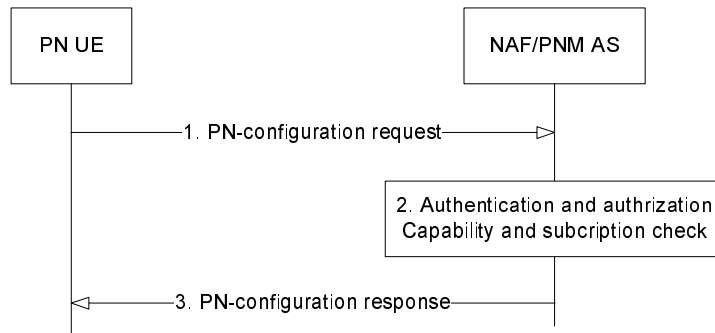 PN UE
NAF/PNM AS
1. PN-configuration request
2. Authentication and authrization
Capability and subcription check
3. PN-configuration response